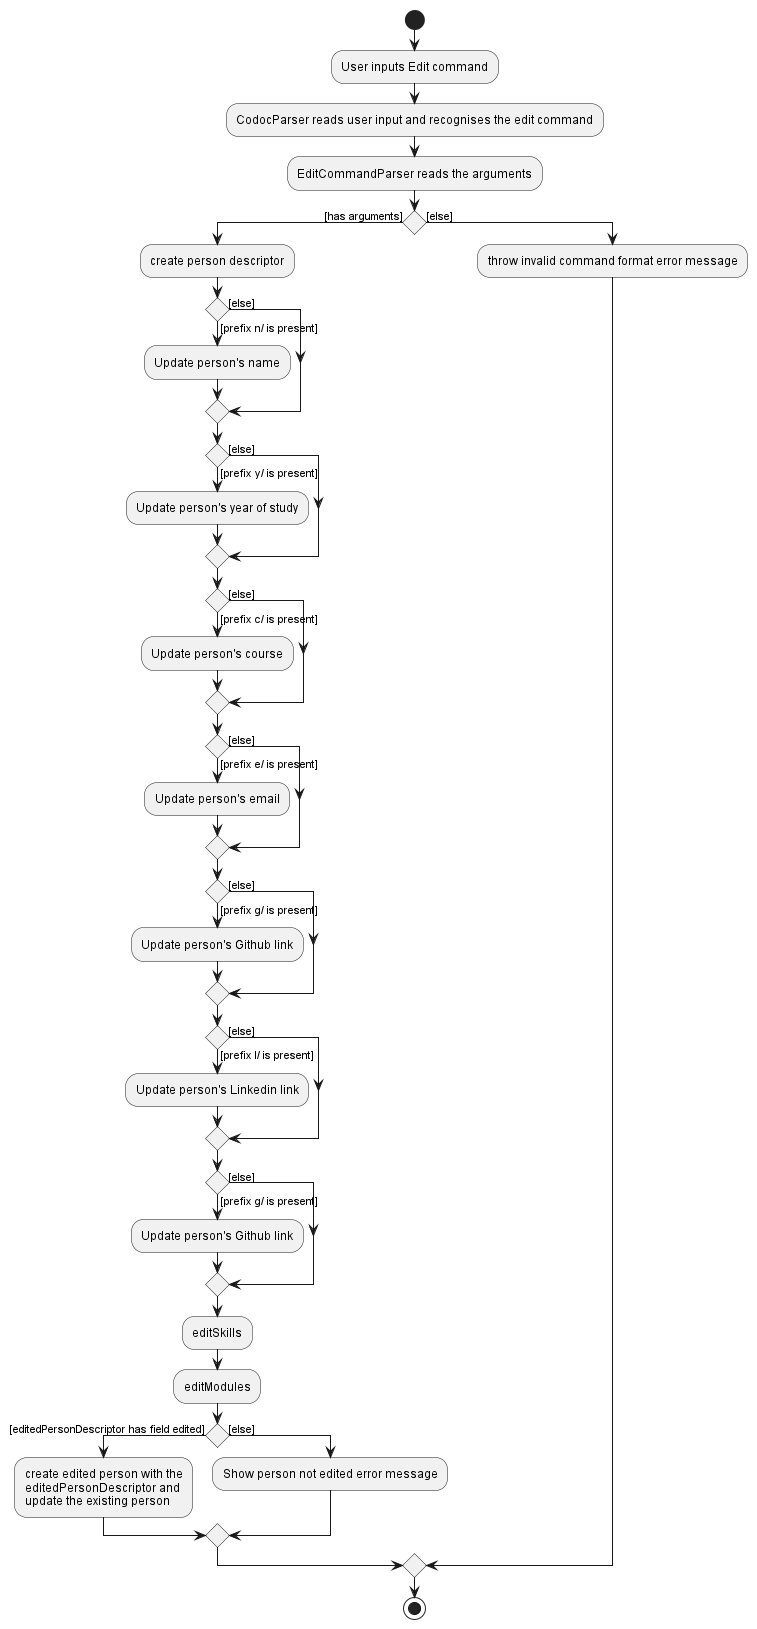 User inputs Edit command
CodocParser reads user input and recognises the edit command
EditCommandParser reads the arguments
[has arguments]
[else]
create person descriptor
throw invalid command format error message
[else]
[prefix n/ is present]
Update person's name
[else]
[prefix y/ is present]
Update person's year of study
[else]
[prefix c/ is present]
Update person's course
[else]
[prefix e/ is present]
Update person's email
[else]
[prefix g/ is present]
Update person's Github link
[else]
[prefix l/ is present]
Update person's Linkedin link
[else]
[prefix g/ is present]
Update person's Github link
editSkills
editModules
[editedPersonDescriptor has field edited]
[else]
create edited person with the
editedPersonDescriptor and
update the existing person
Show person not edited error message